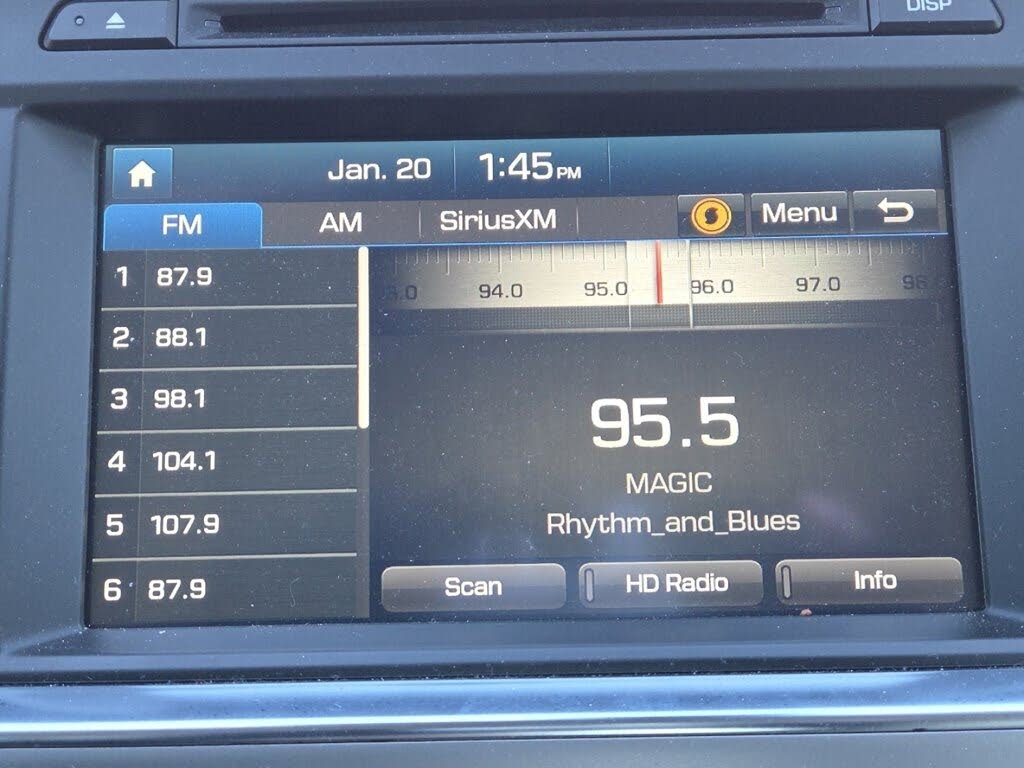 DISP
Jan. 20 1:45 PM
FM AM SiriusXM Menu
1 87.9
2 88.1
3 98.1
4 104.1
5 107.9
6 87.9
94.0 95.0 96.0 97.0
95.5
MAGIC
Rhythm_and_Blues
Scan HD Radio Info